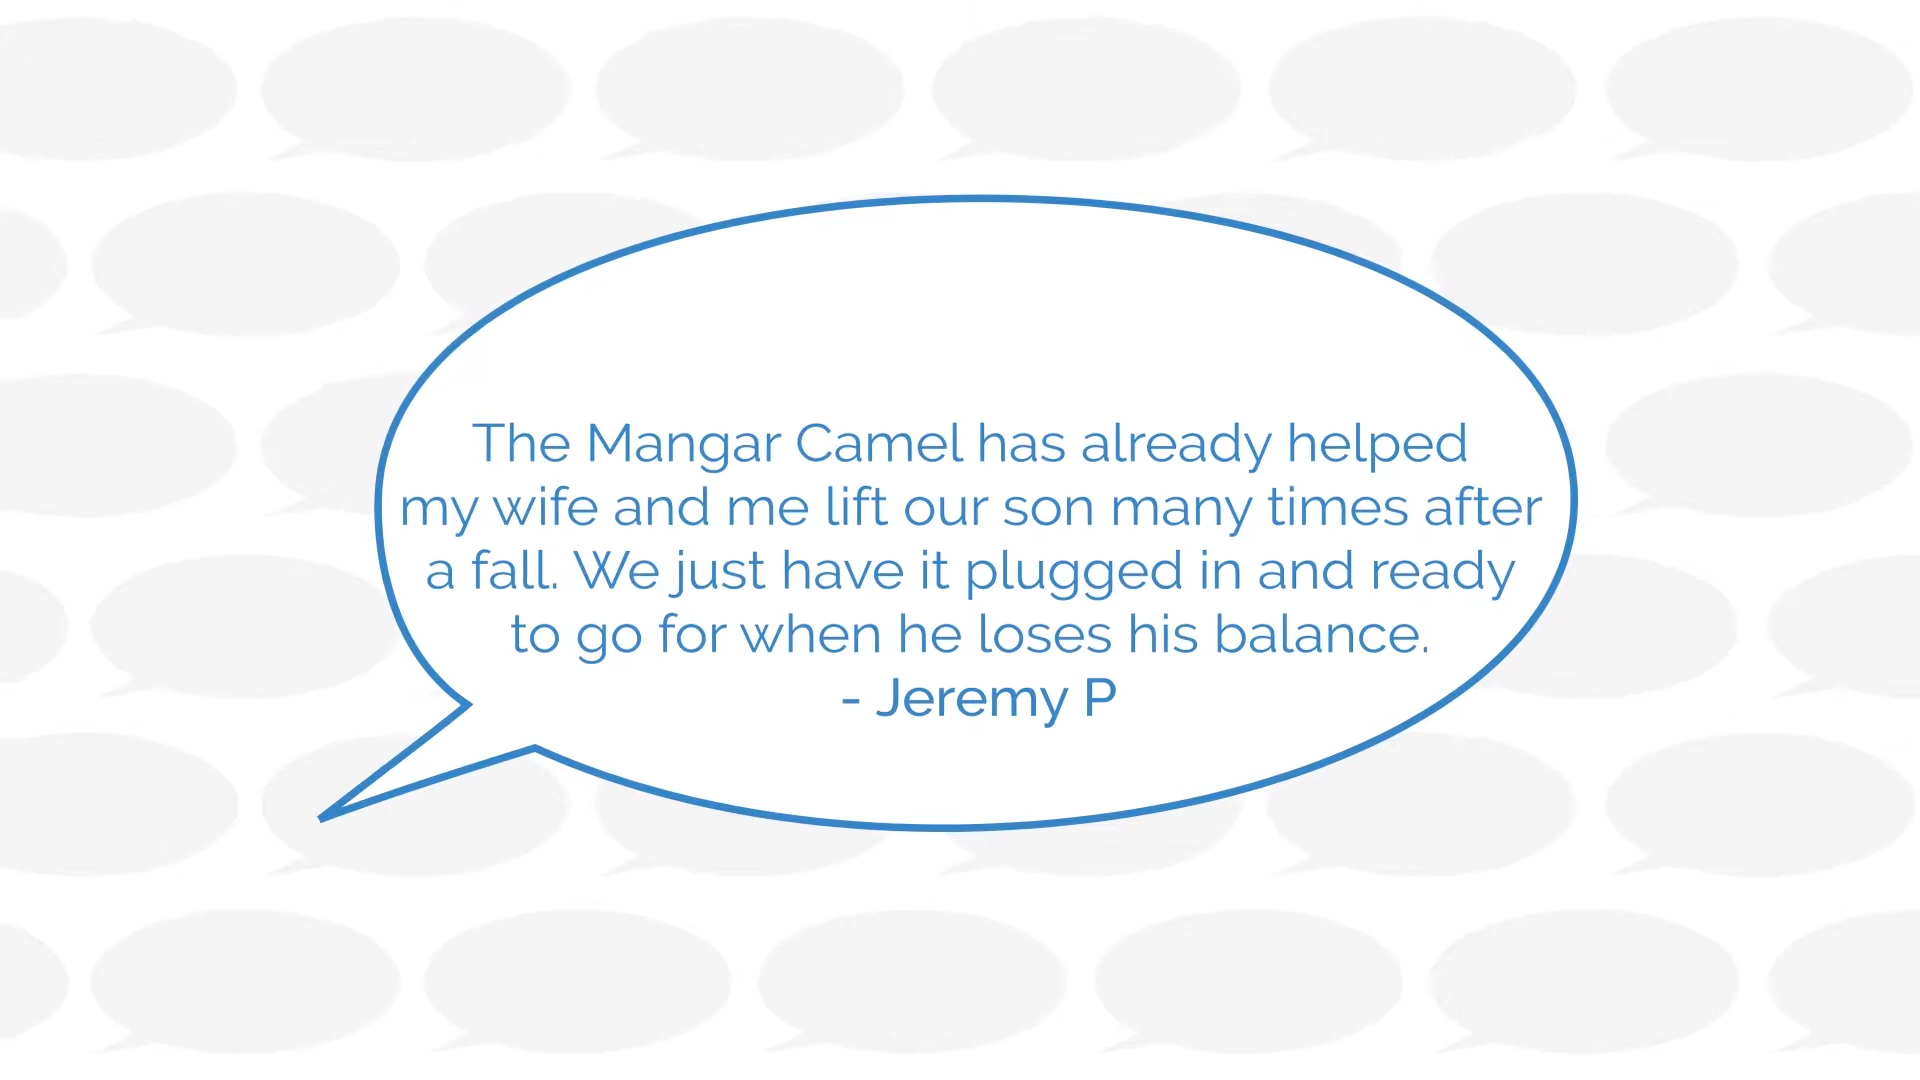 The Mangar Camel has already helped
my wife and me lift our son many times after
a fall. We just have it plugged in and ready
to go for when he loses his balance.
- Jeremy P